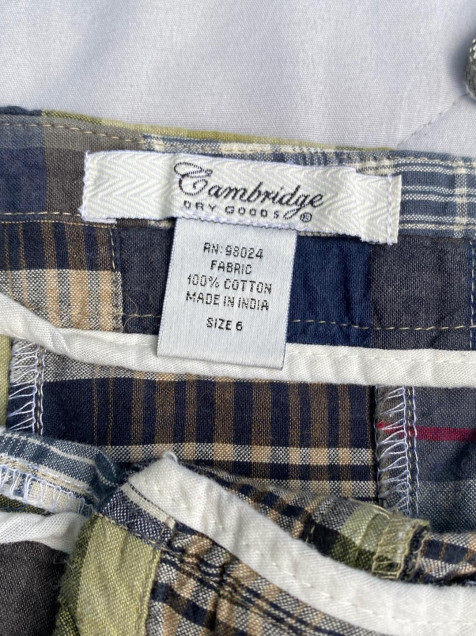 Cambridge
DRY GOODS ®
RN: 98024
FABRIC
100% COTTON
MADE IN INDIA
SIZE 6